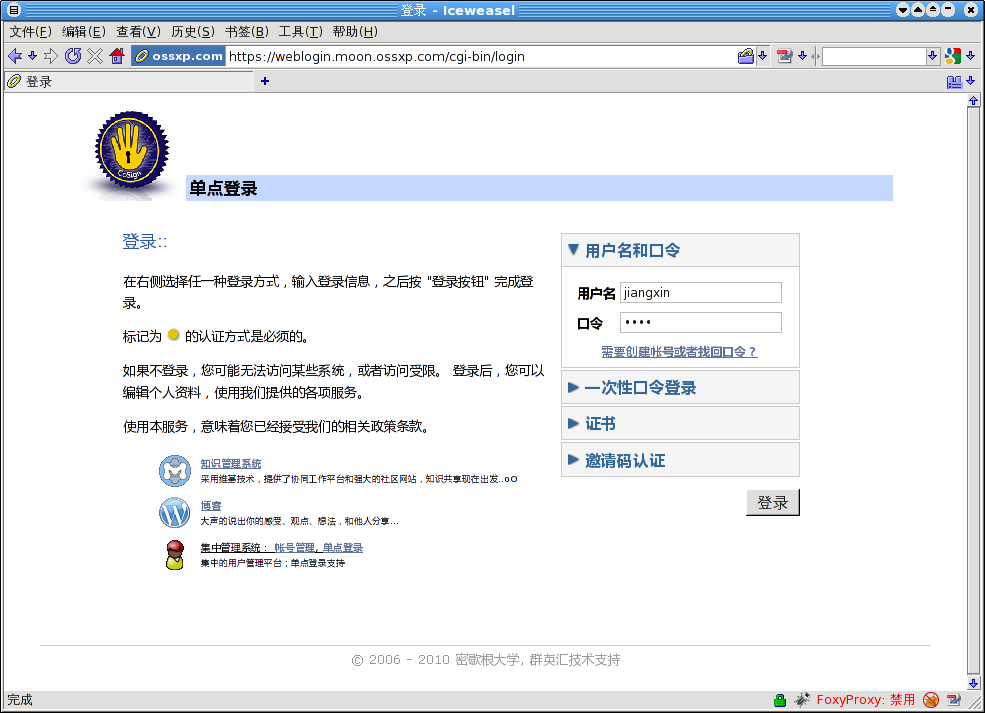 登录 - Iceweasel
文件(F) 编辑(E) 查看(V) 历史(S) 书签(B) 工具(T) 帮助(H)
ossxp.com https://weblogin.moon.ossxp.com/cgi-bin/login
登录
CoSign
单点登录
登录::
在右侧选择任一种登录方式，输入登录信息，之后按 "登录按钮" 完成登
录。
标记为 的认证方式是必须的。
如果不登录，您可能无法访问某些系统，或者访问受限。 登录后，您可以
编辑个人资料，使用我们提供的各项服务。
使用本服务，意味着您已经接受我们的相关政策条款。
知识管理系统
采用维基技术，提供了协同工作平台和强大的社区网站，知识共享现在出发..oO
博客
大声的说出你的感受、观点、想法，和他人分享...
集中管理系统： 帐号管理, 单点登录
集中的用户管理平台；单点登录支持
用户名和口令
用户名 jiangxin
口令 ••••
需要创建帐号或者找回口令？
一次性口令登录
证书
邀请码认证
登录
© 2006 - 2010 密歇根大学, 群英汇技术支持
完成
FoxyProxy: 禁用